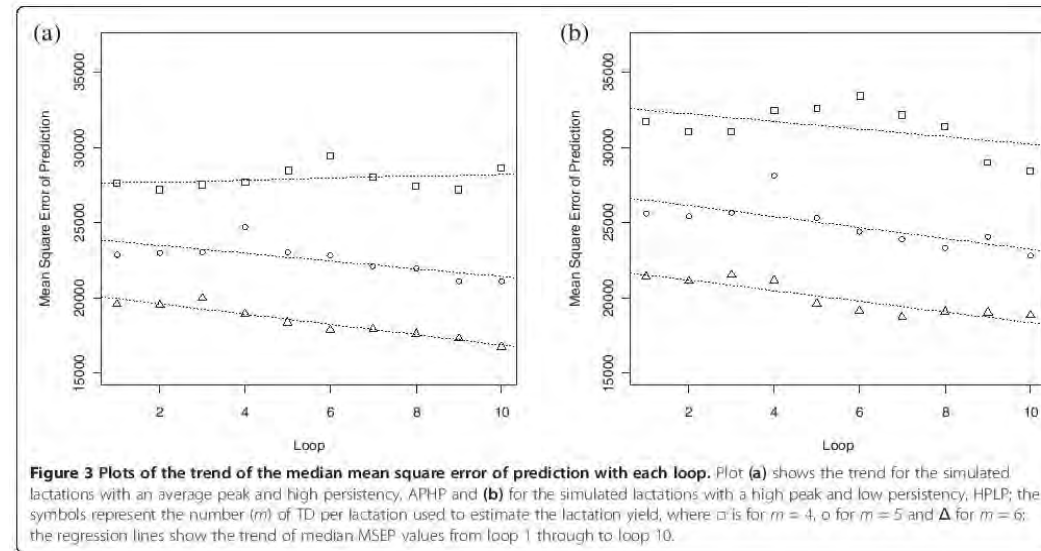 (a)
(b)
Mean Square Error of Prediction
35000
30000
25000
20000
15000
2
4
6
8
10
Loop
Mean Square Error of Prediction
35000
30000
25000
20000
15000
2
4
6
8
10
Loop
Figure 3 Plots of the trend of the median mean square error of prediction with each loop. Plot (a) shows the trend for the simulated
lactations with an average peak and high persistency, APHP and (b) for the simulated lactations with a high peak and low persistency, HPLP; the
symbols represent the number (m) of TD per lactation used to estimate the lactation yield, where □ is for m = 4, o for m = 5 and Δ for m = 6;
the regression lines show the trend of median MSEP values from loop 1 through to loop 10.